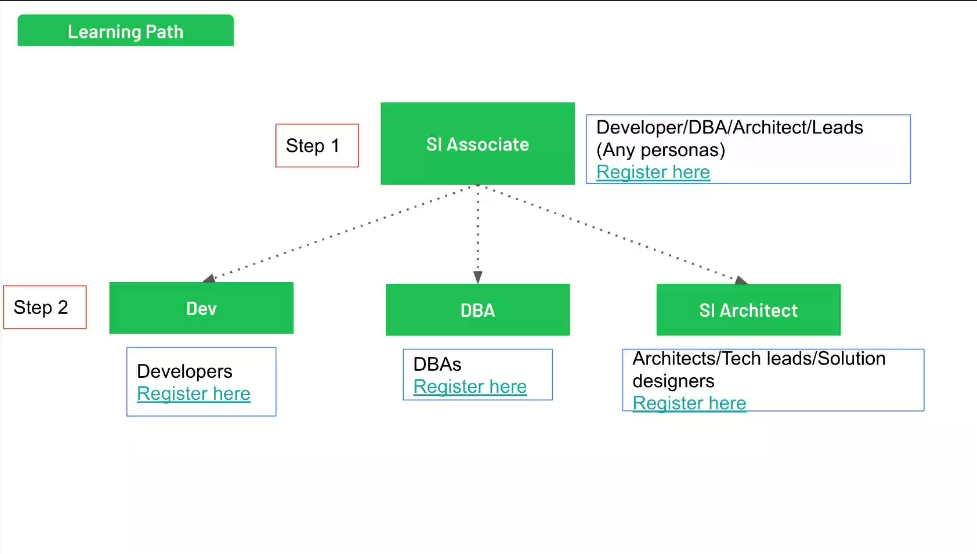 Learning Path
Step 1
SI Associate
Developer/DBA/Architect/Leads
(Any personas)
Register here
Step 2
Dev
DBA
SI Architect
Developers
Register here
DBAs
Register here
Architects/Tech leads/Solution
designers
Register here